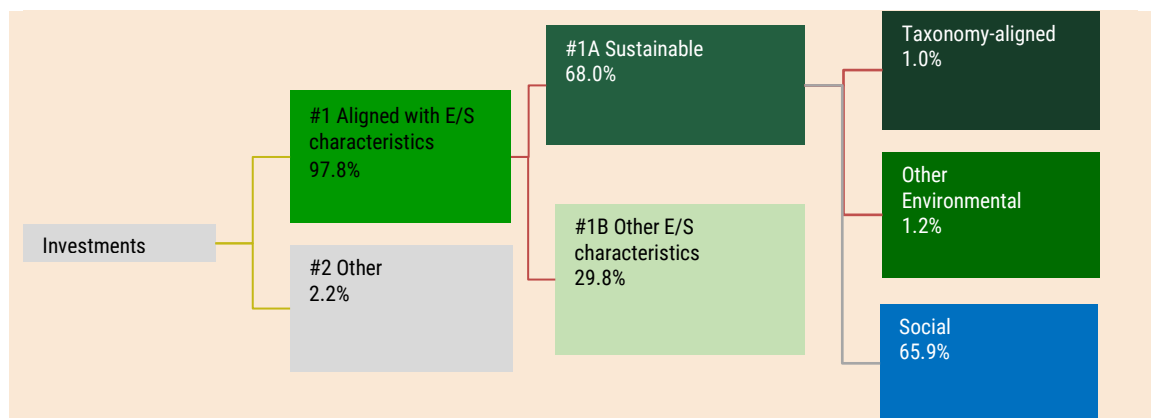 Investments
#1 Aligned with E/S
characteristics
97.8%
#2 Other
2.2%
#1A Sustainable
68.0%
#1B Other E/S
characteristics
29.8%
Taxonomy-aligned
1.0%
Other
Environmental
1.2%
Social
65.9%